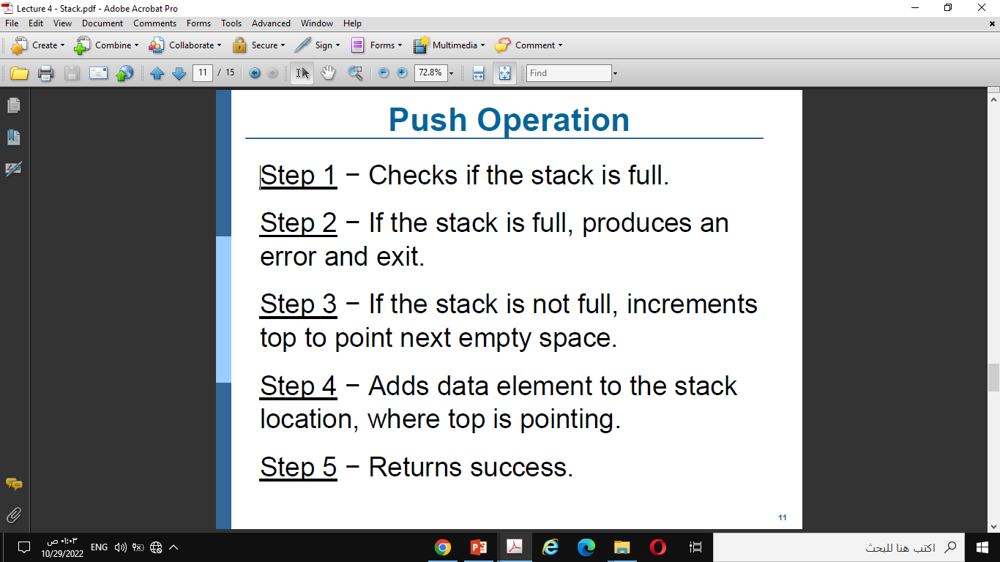 Lecture 4 - Stack.pdf - Adobe Acrobat Pro
File Edit View Document Comments Forms Tools Advanced Window Help
Create Combine Collaborate Secure Sign Forms Multimedia Comment
11 / 15 72.8% Find
Push Operation
Step 1 − Checks if the stack is full.
Step 2 − If the stack is full, produces an
error and exit.
Step 3 − If the stack is not full, increments
top to point next empty space.
Step 4 − Adds data element to the stack
location, where top is pointing.
Step 5 − Returns success.
11
٠١:٠٣ ص
ENG
10/29/2022
اكتب هنا للبحث